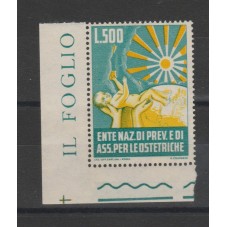 IL FOGLIO
L.500
ENTE NAZ. DI PREV. E DI
ASS. PER LE OSTETRICHE